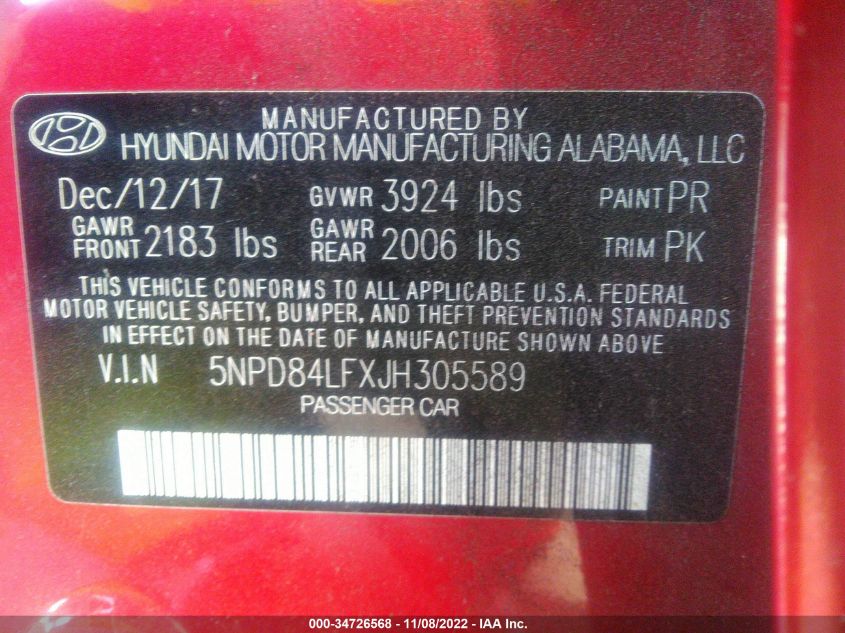 MANUFACTURED BY
HYUNDAI MOTOR MANUFACTURING ALABAMA, LLC
Dec/12/17 GVWR 3924 lbs PAINT PR
GAWR FRONT 2183 lbs GAWR REAR 2006 lbs TRIM PK
THIS VEHICLE CONFORMS TO ALL APPLICABLE U.S.A. FEDERAL
MOTOR VEHICLE SAFETY, BUMPER, AND THEFT PREVENTION STANDARDS
IN EFFECT ON THE DATE OF MANUFACTURE SHOWN ABOVE
V.I.N 5NPD84LFXJH305589
PASSENGER CAR
000-34726568 - 11/08/2022 - IAA Inc.